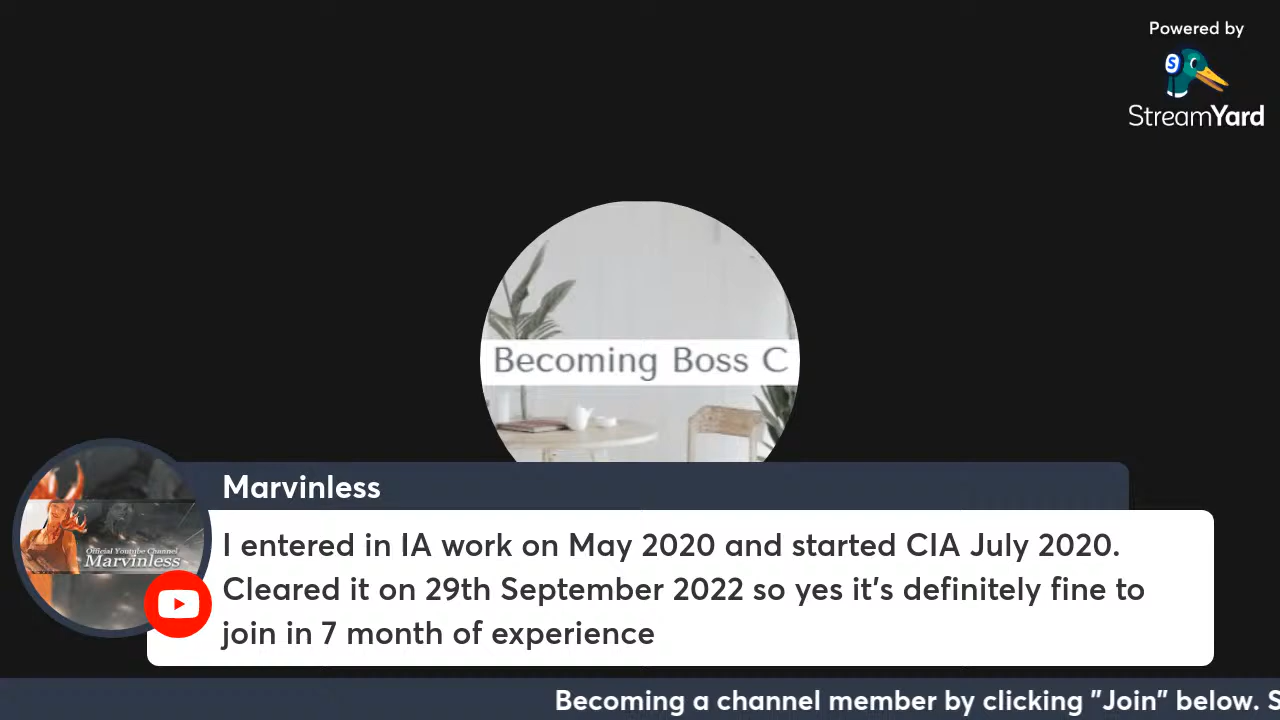 Powered by
S
StreamYard
Becoming Boss C
Official Youtube Channel
Marvinless
Marvinless
I entered in IA work on May 2020 and started CIA July 2020.
Cleared it on 29th September 2022 so yes it's definitely fine to
join in 7 month of experience
Becoming a channel member by clicking "Join" below. S